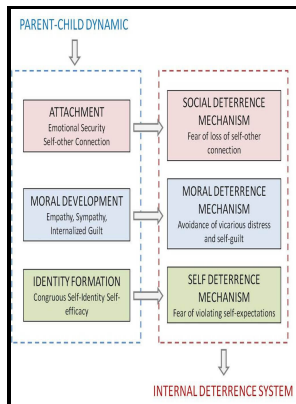 PARENT-CHILD DYNAMIC
ATTACHMENT
Emotional Security
Self-other Connection
SOCIAL DETERRENCE
MECHANISM
Fear of loss of self-other
connection
MORAL DEVELOPMENT
Empathy, Sympathy,
Internalized Guilt
MORAL DETERRENCE
MECHANISM
Avoidance of vicarious distress
and self-guilt
IDENTITY FORMATION
Congruous Self-Identity Self-
efficacy
SELF DETERRENCE
MECHANISM
Fear of violating self-expectations
INTERNAL DETERRENCE SYSTEM